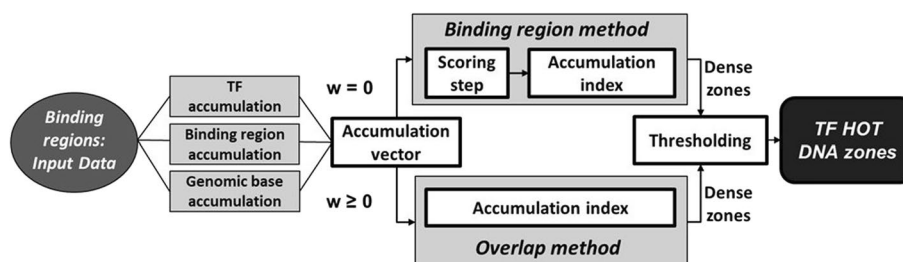 Binding
regions:
Input Data
TF
accumulation
Binding region
accumulation
Genomic base
accumulation
w = 0
w ≥ 0
Accumulation
vector
Binding region method
Scoring
step
Accumulation
index
Accumulation index
Overlap method
Dense
zones
Dense
zones
Thresholding
TF HOT
DNA zones